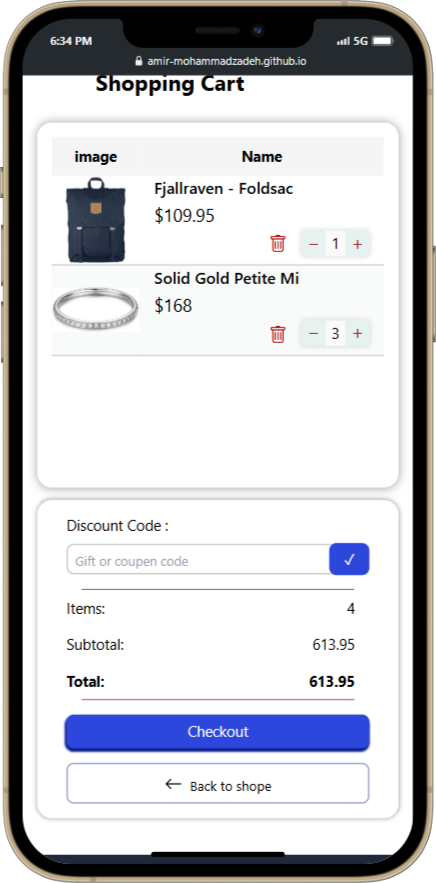 6:34 PM 5G
amir-mohammadzadeh.github.io
Shopping Cart
image Name
Fjallraven - Foldsac
$109.95
− 1 +
Solid Gold Petite Mi
$168
− 3 +
Discount Code :
Gift or coupen code ✓
Items: 4
Subtotal: 613.95
Total: 613.95
Checkout
← Back to shope